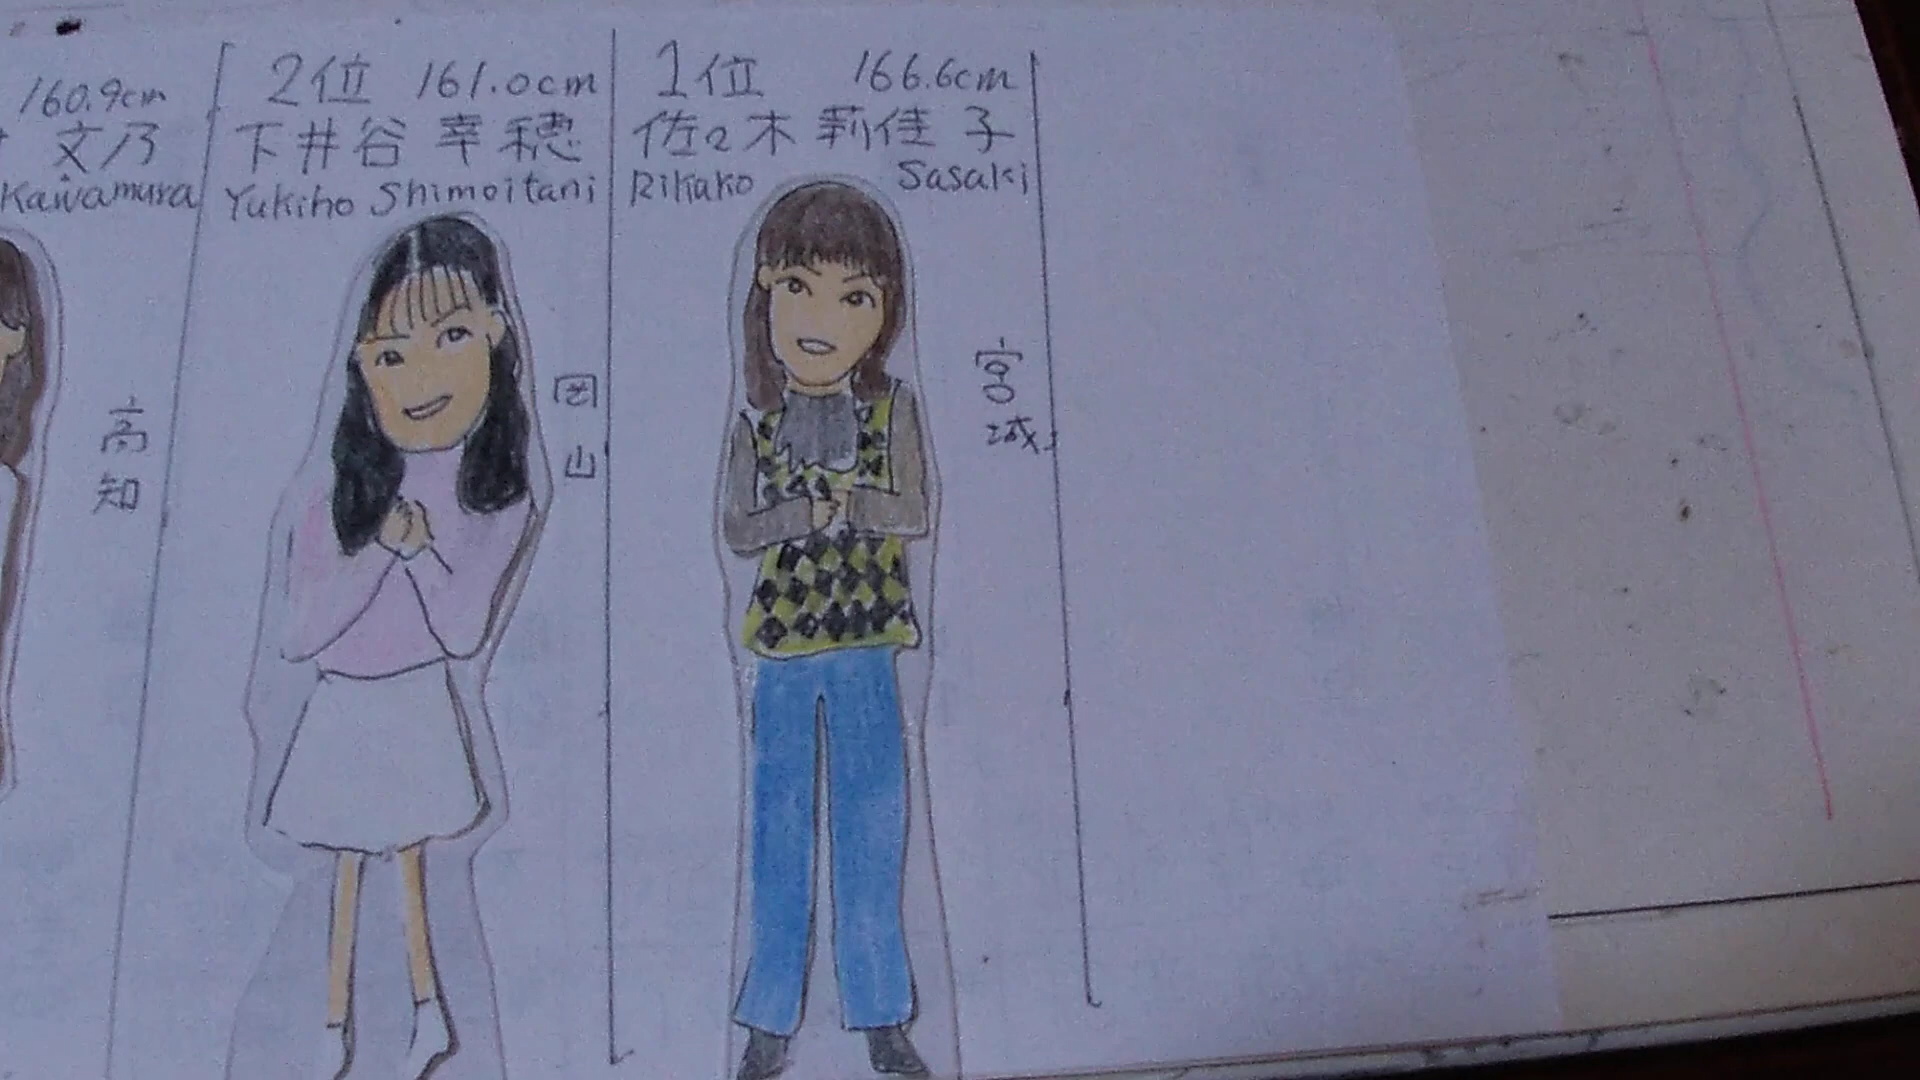 160.9cm
文乃
Kawamura
高知
2位 161.0cm
下井谷 幸穂
Yukiho Shimoitani
岡山
1位 166.6cm
佐々木 莉佳子
Rikako Sasaki
宮城